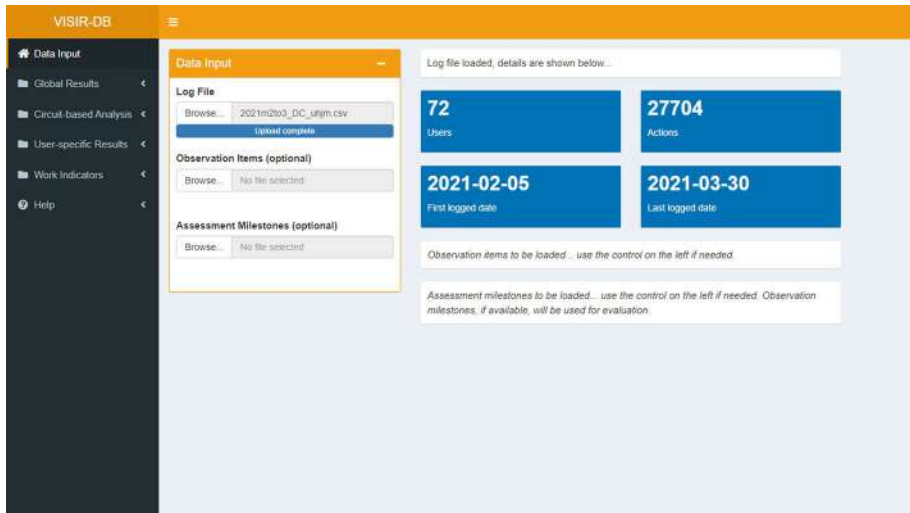 VISIR-DB
Data Input
Global Results
Circuit-based Analysis
User-specific Results
Work Indicators
Help
Data Input
Log File
Browse... 2021m2to3_DC_uhjm.csv
Upload complete
Observation Items (optional)
Browse... No file selected
Assessment Milestones (optional)
Browse... No file selected
Log file loaded, details are shown below...
72
Users
27704
Actions
2021-02-05
First logged date
2021-03-30
Last logged date
Observation items to be loaded... use the control on the left if needed.
Assessment milestones to be loaded... use the control on the left if needed. Observation
milestones, if available, will be used for evaluation.